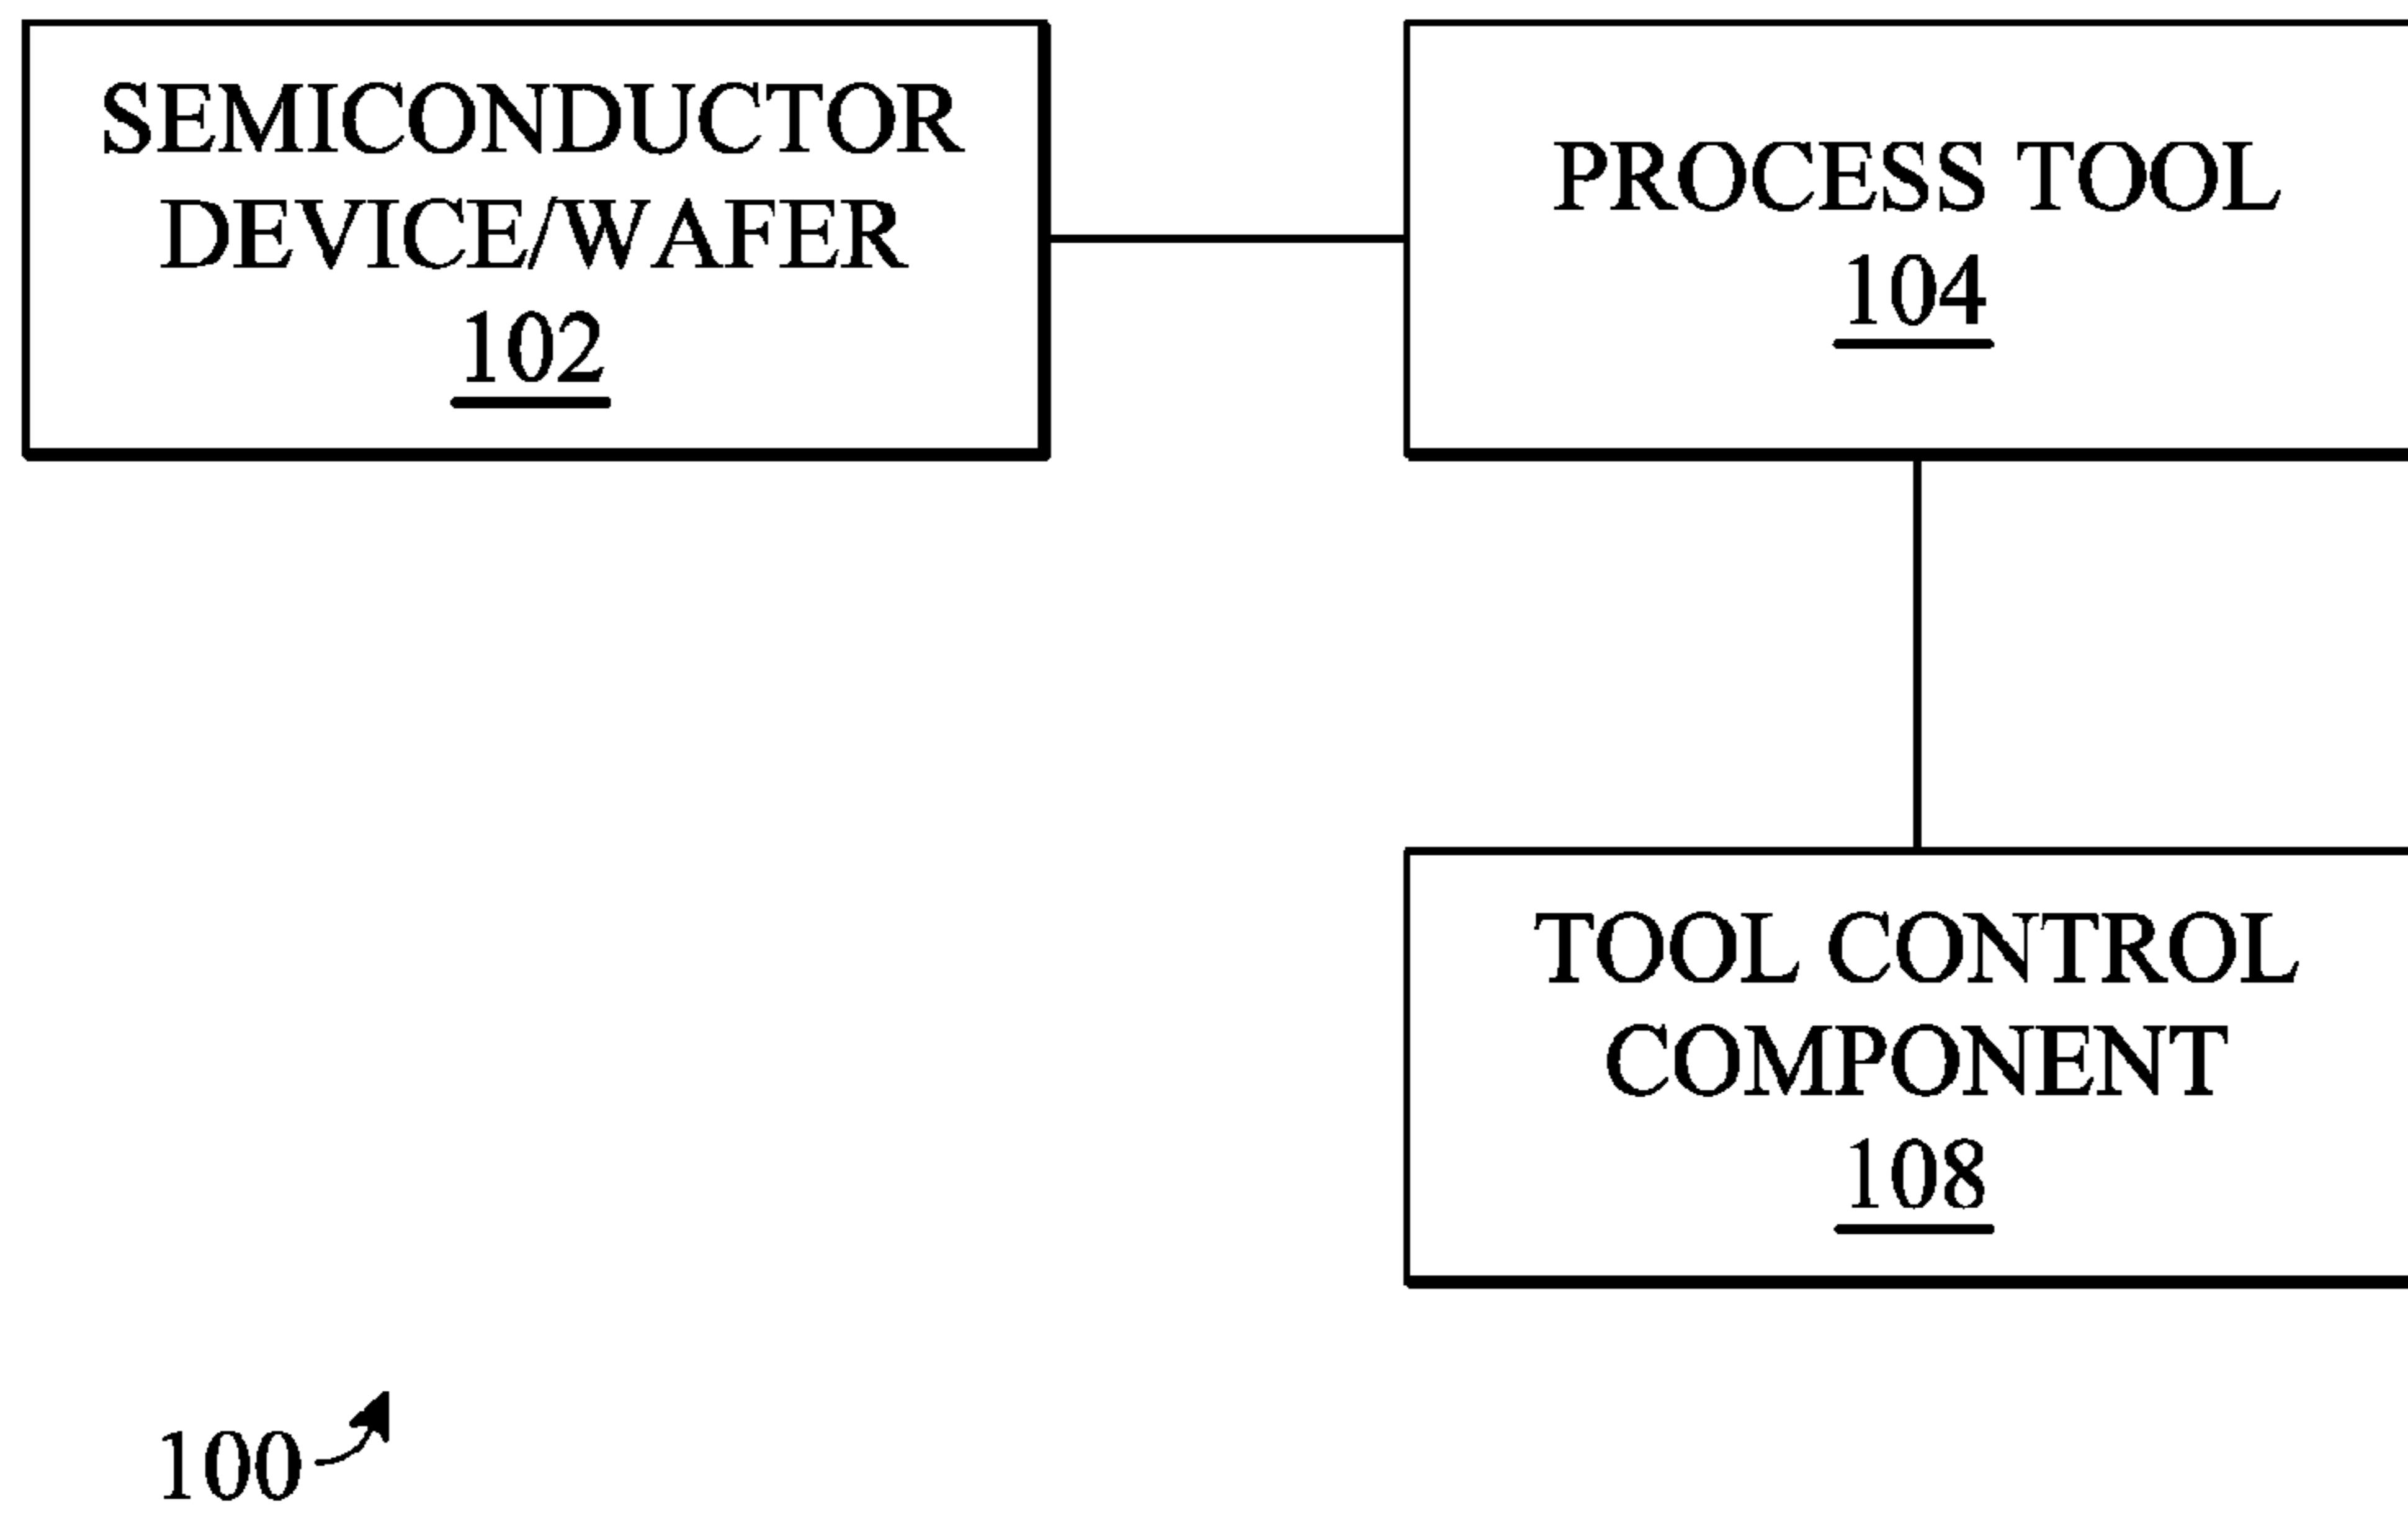 SEMICONDUCTOR
DEVICE/WAFER
102
PROCESS TOOL
104
TOOL CONTROL
COMPONENT
108
100